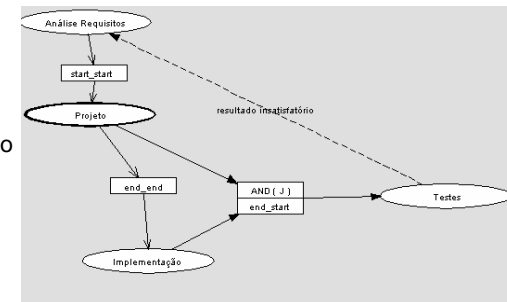 Análise Requisitos
start_start
resultado insatisfatório
Projeto
o
end_end
AND ( J )
end_start
Testes
Implementação